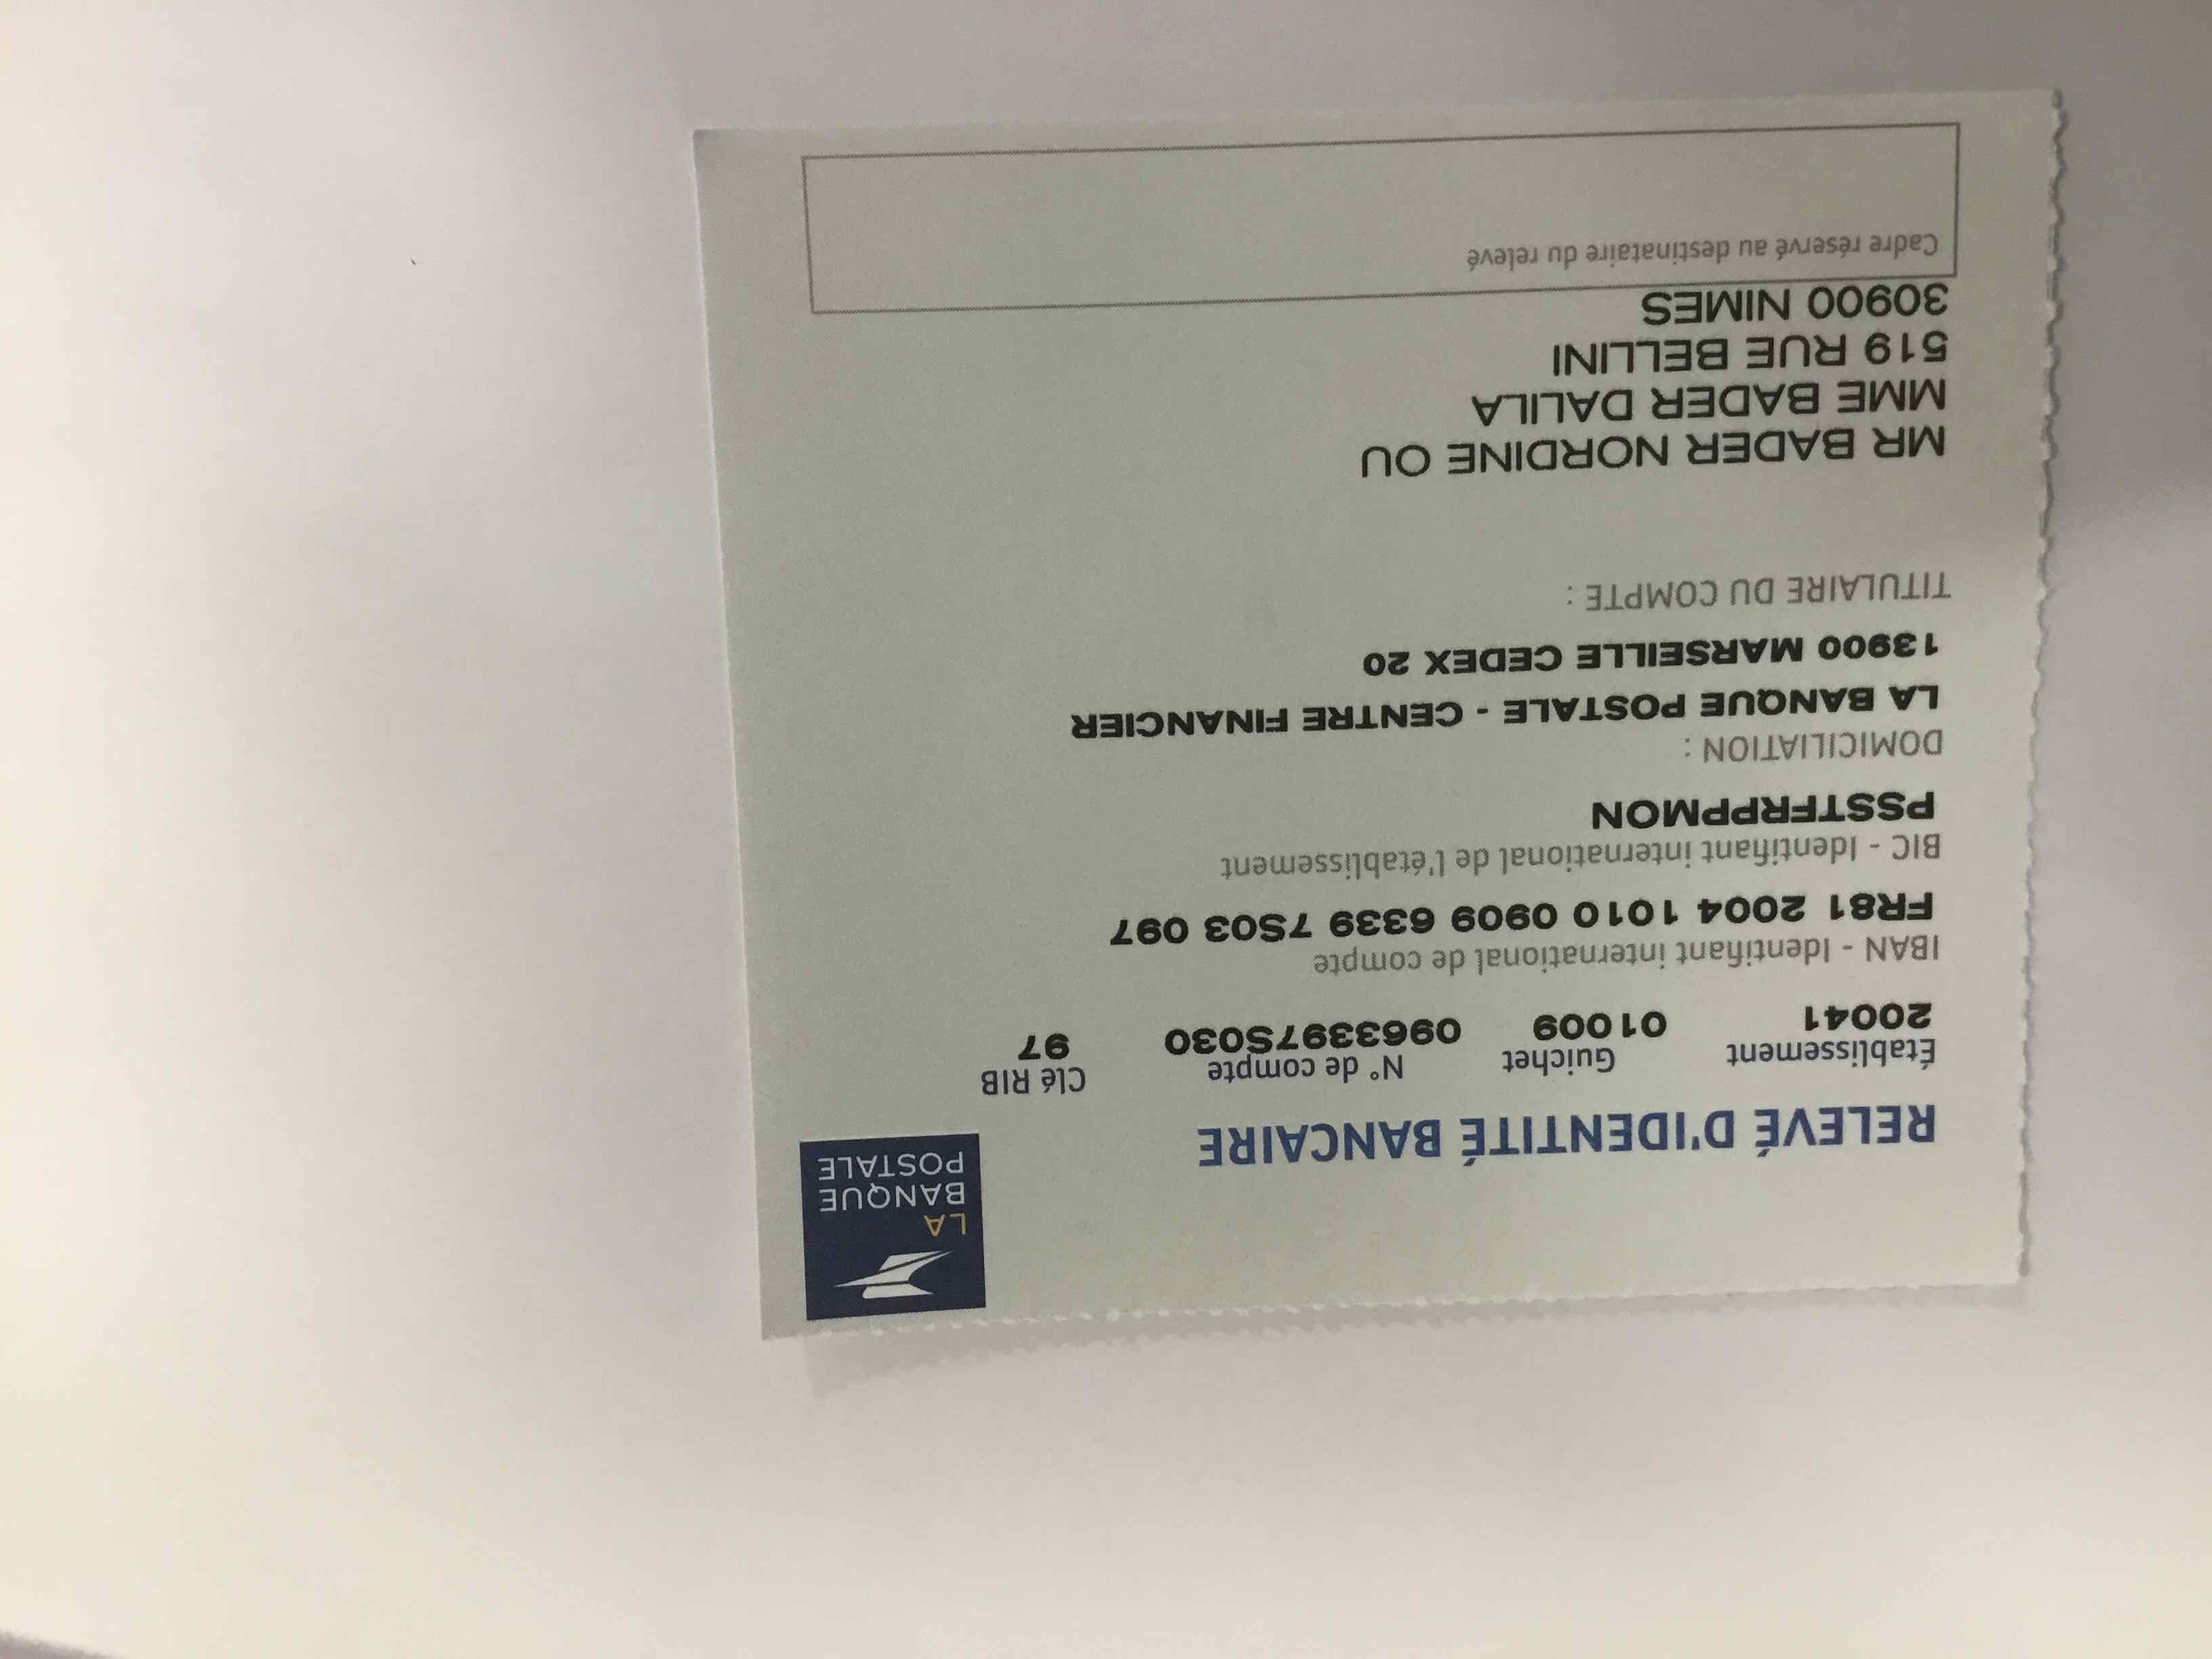 LA
BANQUE
POSTALE
RELEVÉ D'IDENTITÉ BANCAIRE
Établissement Guichet N° de compte Clé RIB
20041 01009 0963397S030 97
IBAN - Identifiant international de compte
FR81 2004 1010 0909 6339 7S03 097
BIC - Identifiant international de l'établissement
PSSTFRPPMON
DOMICILIATION :
LA BANQUE POSTALE - CENTRE FINANCIER
13900 MARSEILLE CEDEX 20
TITULAIRE DU COMPTE :
MR BADER NORDINE OU
MME BADER DALILA
519 RUE BELLINI
30900 NIMES
Cadre réservé au destinataire du relevé